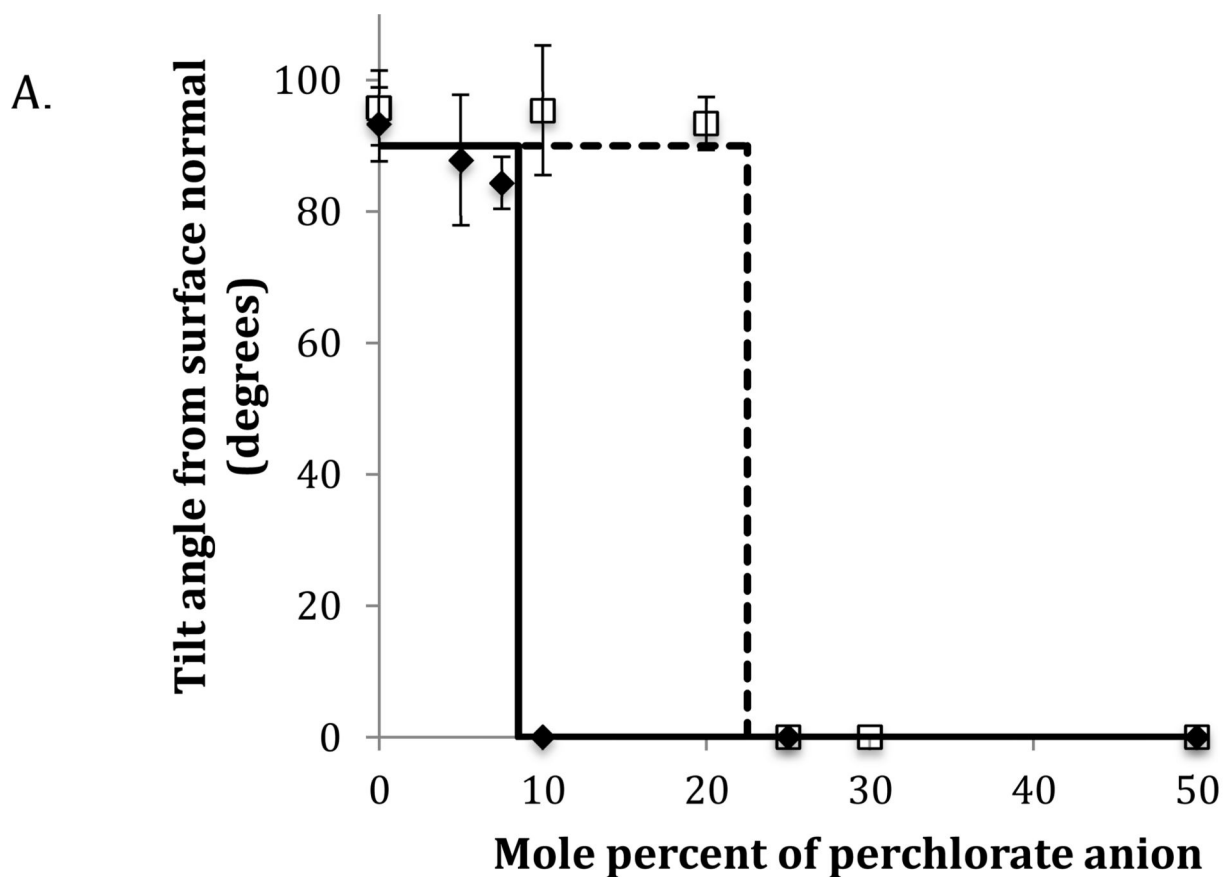 A.
Tilt angle from surface normal
(degrees)
100
80
60
40
20
0
0 10 20 30 40 50
Mole percent of perchlorate anion